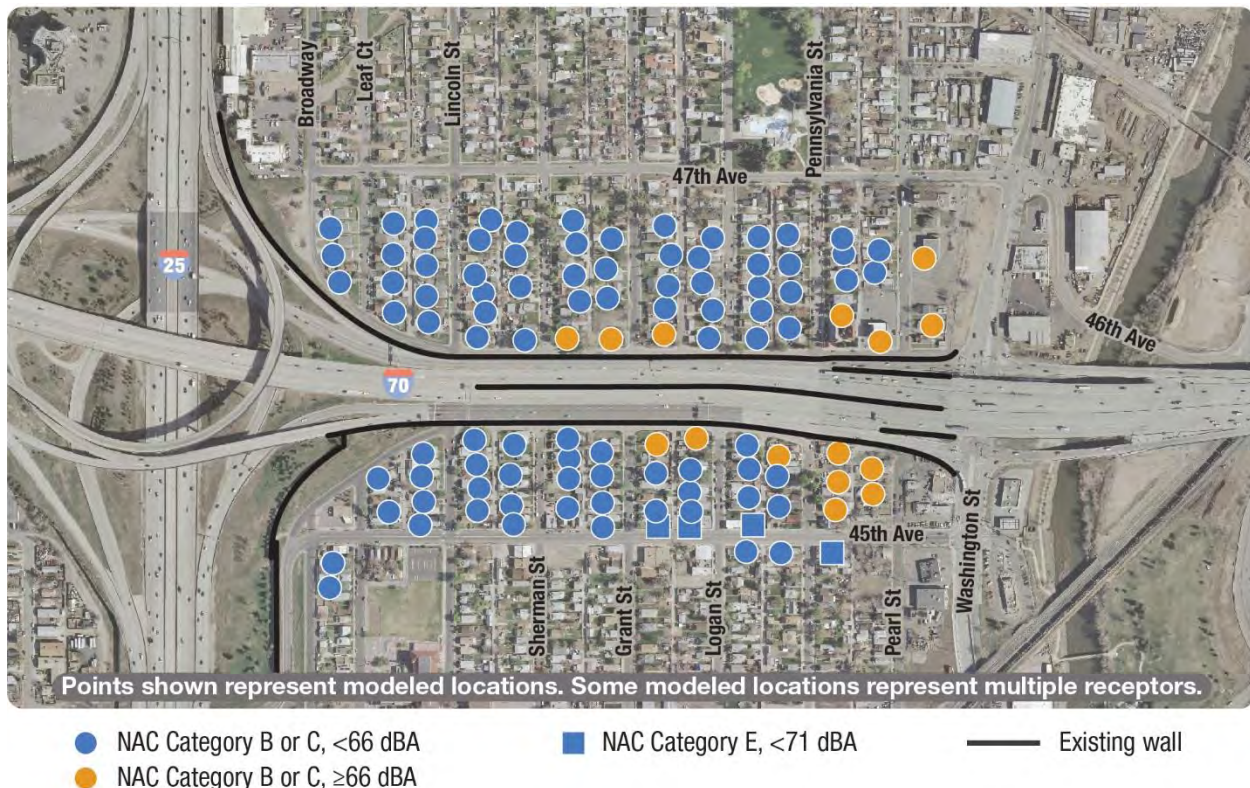 Broadway
Leaf Ct
Lincoln St
Pennsylvania St
47th Ave
25
46th Ave
70
45th Ave
Sherman St
Grant St
Logan St
Pearl St
Washington St
Points shown represent modeled locations. Some modeled locations represent multiple receptors.
NAC Category B or C, <66 dBA
NAC Category E, <71 dBA
Existing wall
NAC Category B or C, ≥66 dBA